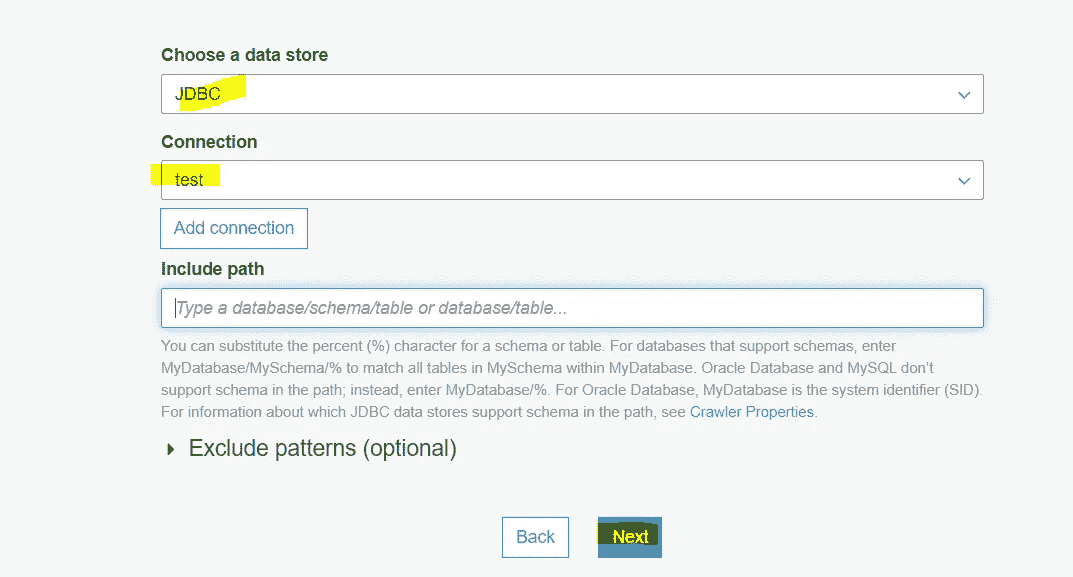 Choose a data store
JDBC
Connection
test
Add connection
Include path
Type a database/schema/table or database/table...
You can substitute the percent (%) character for a schema or table. For databases that support schemas, enter
MyDatabase/MySchema/% to match all tables in MySchema within MyDatabase. Oracle Database and MySQL don't
support schema in the path; instead, enter MyDatabase/%. For Oracle Database, MyDatabase is the system identifier (SID).
For information about which JDBC data stores support schema in the path, see Crawler Properties.
Exclude patterns (optional)
Back Next